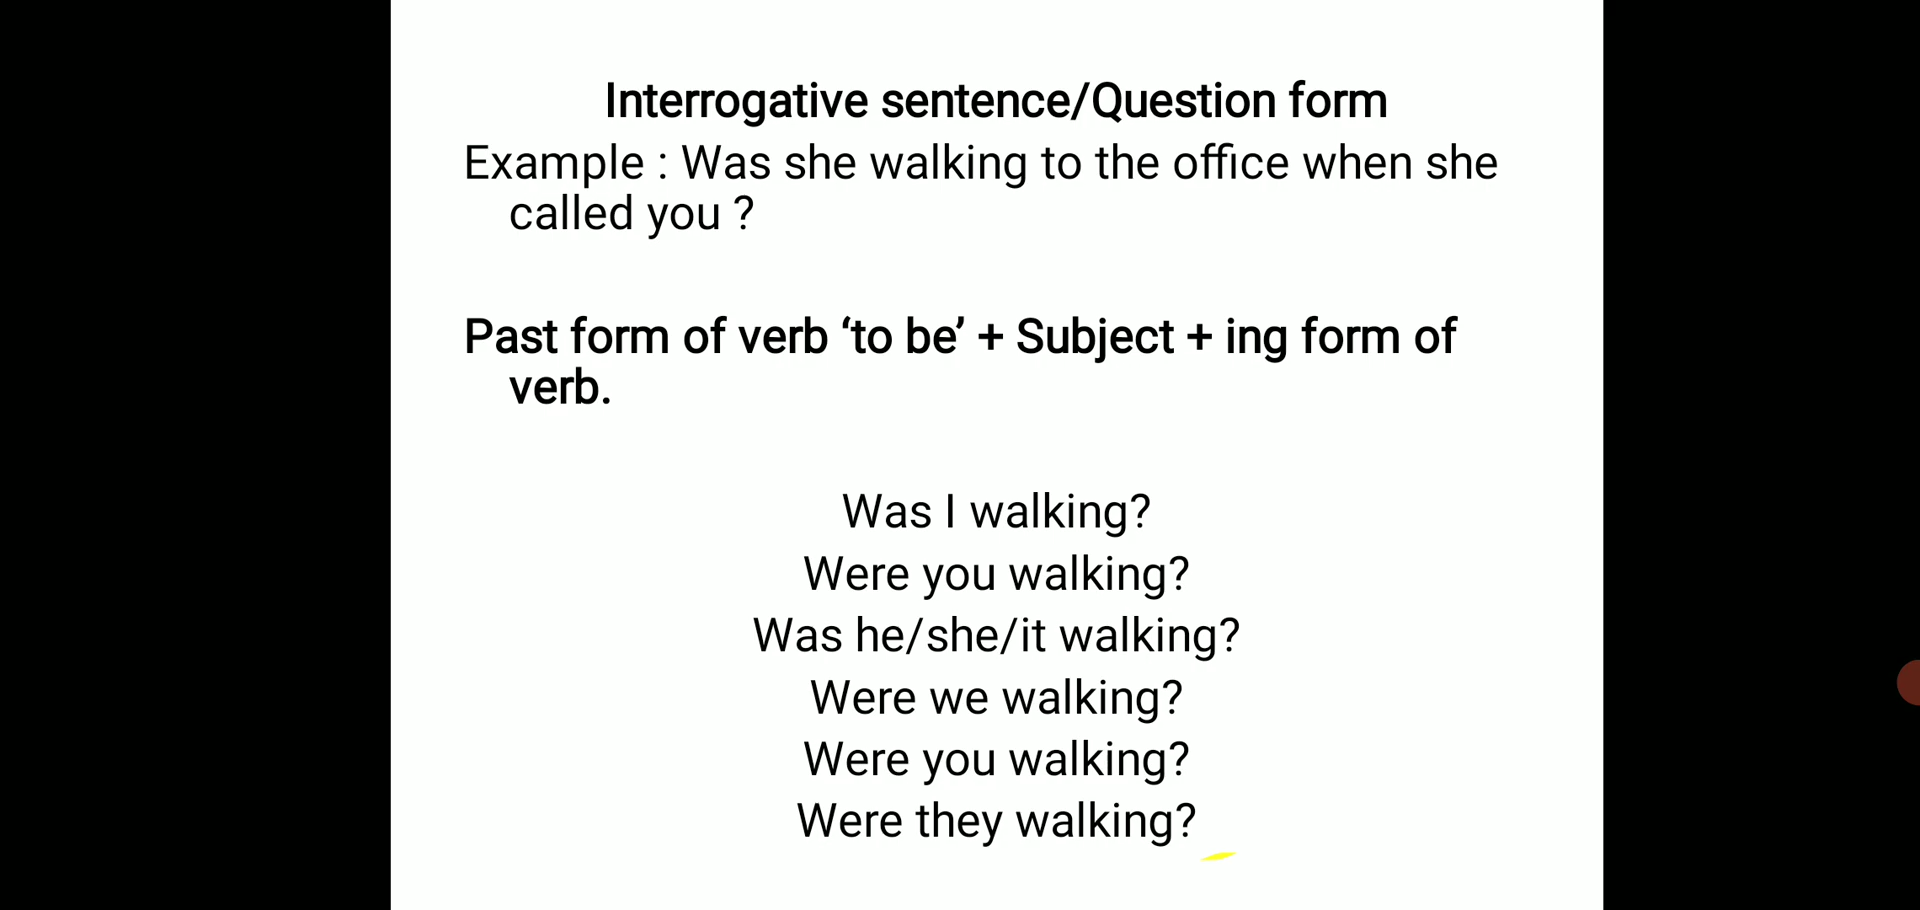 Interrogative sentence/Question form
Example : Was she walking to the office when she
called you ?
Past form of verb ‘to be’ + Subject + ing form of
verb.
Was I walking?
Were you walking?
Was he/she/it walking?
Were we walking?
Were you walking?
Were they walking?